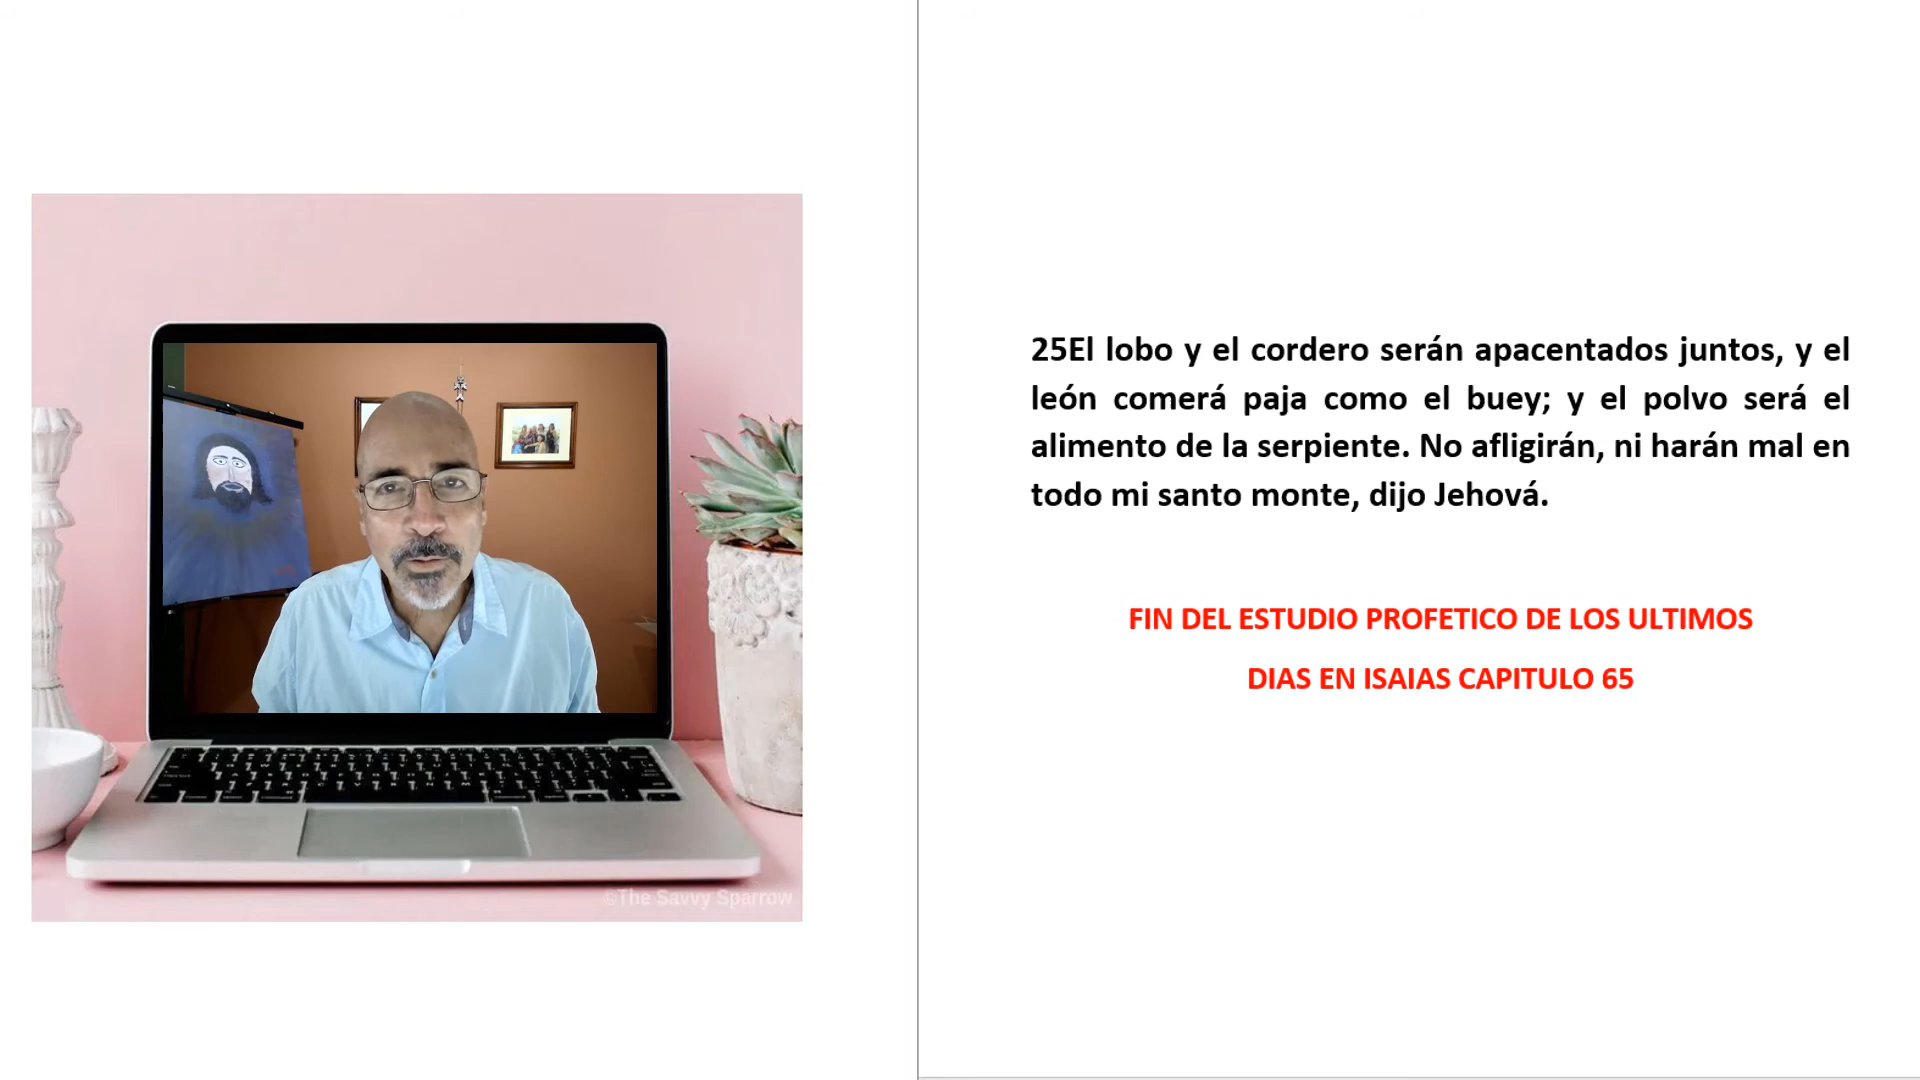 25El lobo y el cordero serán apacentados juntos, y el
león comerá paja como el buey; y el polvo será el
alimento de la serpiente. No afligirán, ni harán mal en
todo mi santo monte, dijo Jehová.
FIN DEL ESTUDIO PROFETICO DE LOS ULTIMOS
DIAS EN ISAIAS CAPITULO 65
©The Savvy Sparrow